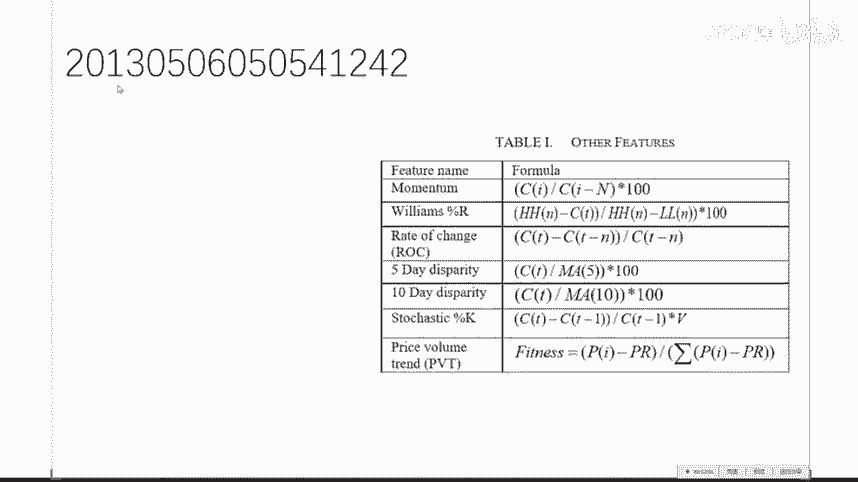 20130506050541242
TABLE I. OTHER FEATURES
Feature name Formula
Momentum (C(i)/C(i−N)*100
Williams %R (HH(n)−C(t))/HH(n)−LL(n))*100
Rate of change (C(t)−C(t−n))/C(t−n)
(ROC)
5 Day disparity (C(t)/MA(5))*100
10 Day disparity (C(t)/MA(10))*100
Stochastic %K (C(t)−C(t−1))/C(t−1)*V
Price volume Fitness=(P(i)−PR)/(∑(P(i)−PR))
trend (PVT)